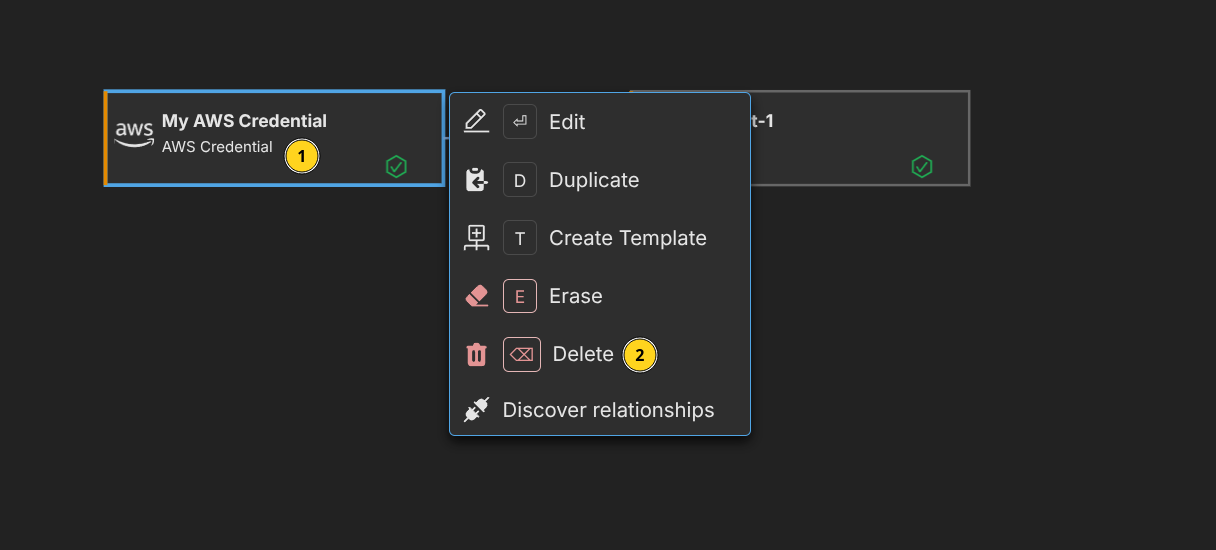 aws
My AWS Credential
AWS Credential
1
⏎ Edit
D Duplicate
T Create Template
E Erase
⌫ Delete 2
Discover relationships
t-1